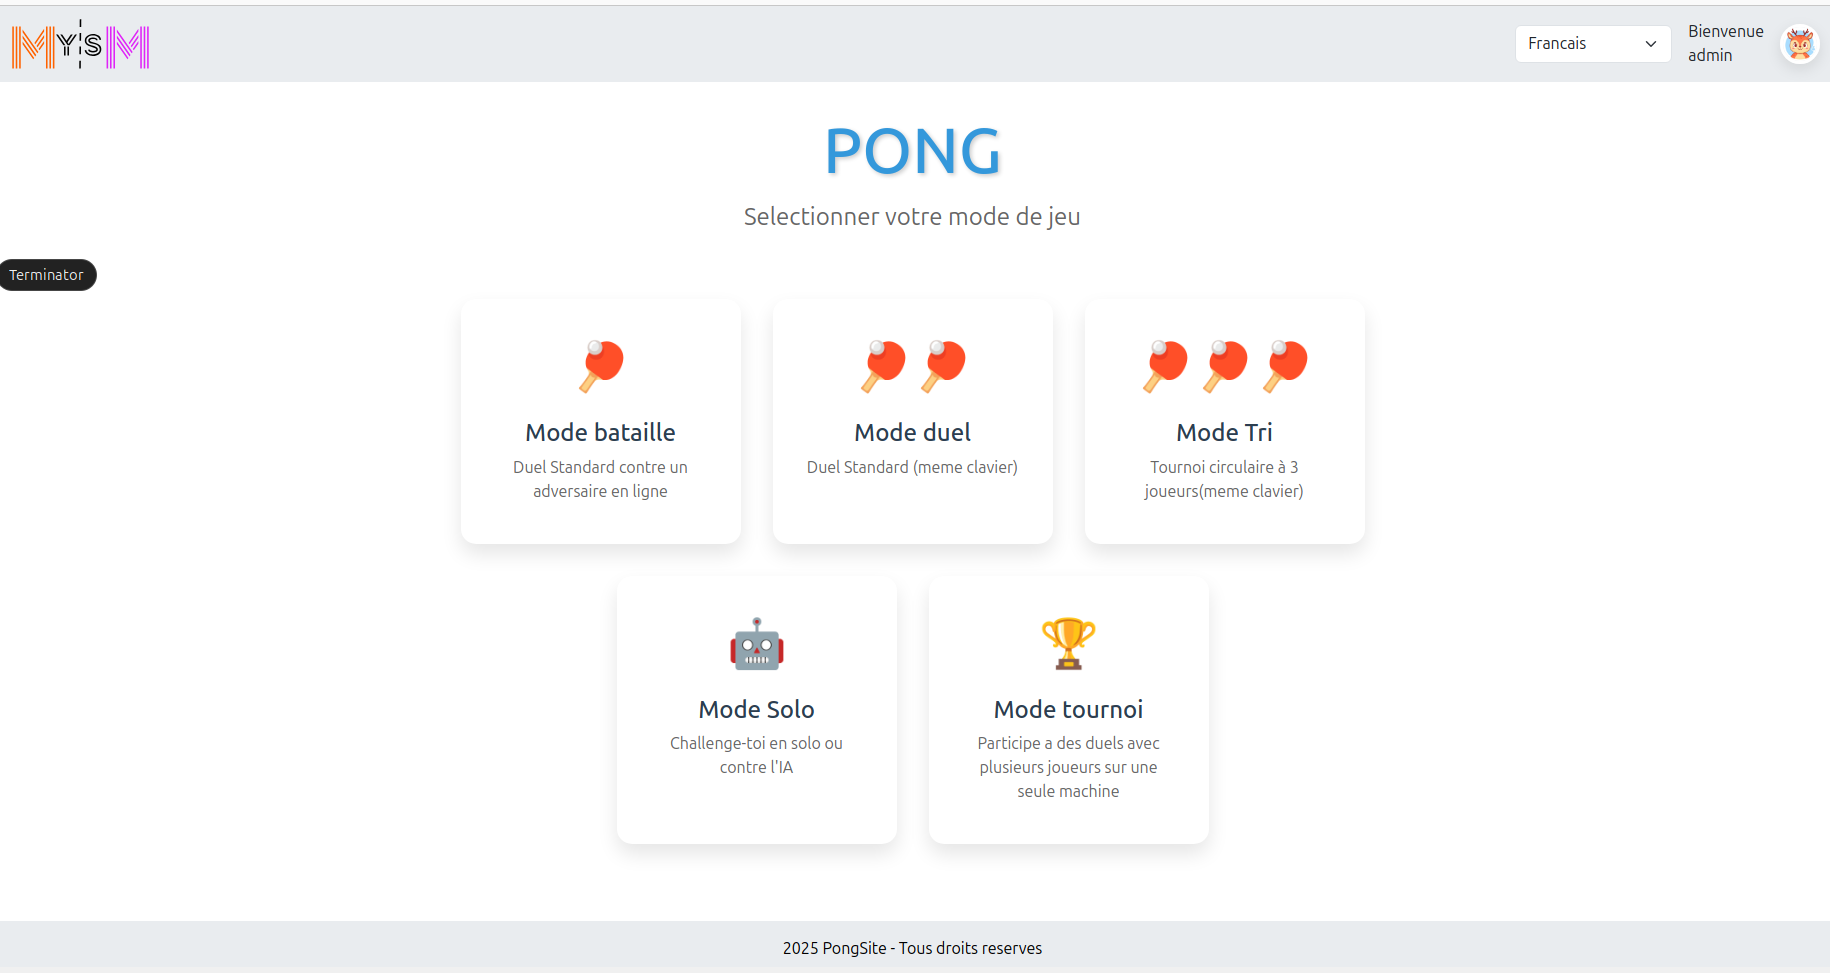 MYSM
Francais
Bienvenue
admin
PONG
Selectionner votre mode de jeu
Terminator
Mode bataille
Duel Standard contre un
adversaire en ligne
Mode duel
Duel Standard (meme clavier)
Mode Tri
Tournoi circulaire à 3
joueurs(meme clavier)
Mode Solo
Challenge-toi en solo ou
contre l'IA
Mode tournoi
Participe a des duels avec
plusieurs joueurs sur une
seule machine
2025 PongSite - Tous droits reserves